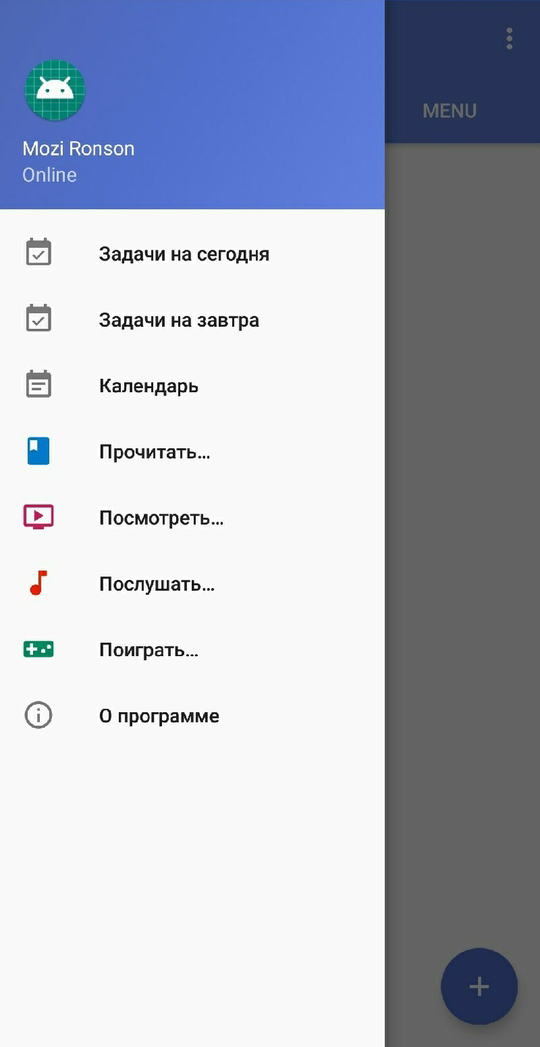 MENU
Mozi Ronson
Online
Задачи на сегодня
Задачи на завтра
Календарь
Прочитать...
Посмотреть...
Послушать...
Поиграть...
О программе